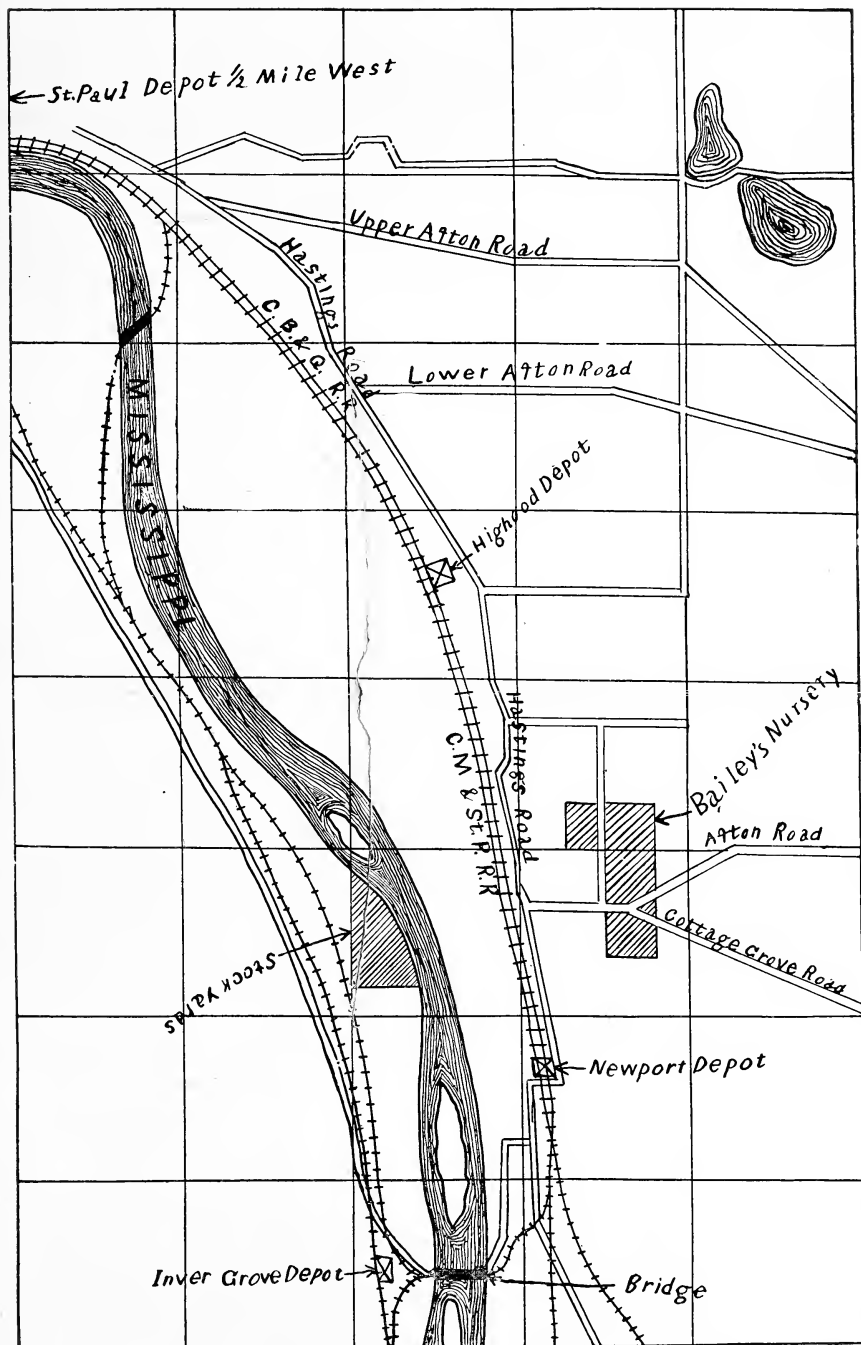 St. Paul Depot ½ Mile West
Upper Afton Road
Hastings Road
C. B. & Q. R. R
Lower Afton Road
MISSISSIPPI
Highood Depot
Hastings Road
C. M & St. P. R. R
Bailey's Nursery
Afton Road
Cottage Grove Road
Stock Yards
Newport Depot
Inver Grove Depot
Bridge